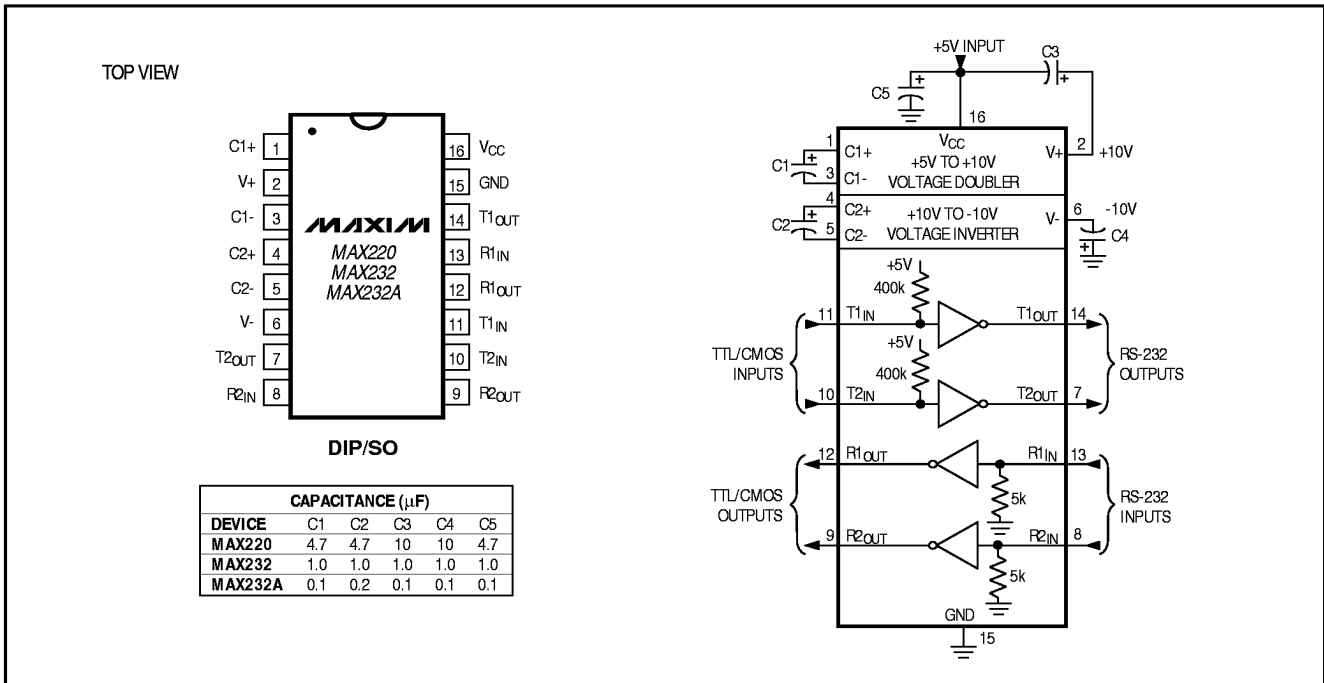 TOP VIEW
C1+ 1
V+ 2
C1- 3
C2+ 4
C2- 5
V- 6
T2OUT 7
R2IN 8
MAXIM
MAX220
MAX232
MAX232A
16 VCC
15 GND
14 T1OUT
13 R1IN
12 R1OUT
11 T1IN
10 T2IN
9 R2OUT
DIP/SO
CAPACITANCE (μF)
DEVICE C1 C2 C3 C4 C5
MAX220 4.7 4.7 10 10 4.7
MAX232 1.0 1.0 1.0 1.0 1.0
MAX232A 0.1 0.2 0.1 0.1 0.1
+5V INPUT
C3
+
C5
+
16
1
C1+
VCC
V+
2
+10V
+5V TO +10V
VOLTAGE DOUBLER
C1
+
3
C1-
4
C2+
+10V TO -10V
VOLTAGE INVERTER
V-
6
-10V
C2
+
5
C2-
C4
+
+5V
400k
11 T1IN
T1OUT 14
+5V
400k
TTL/CMOS
INPUTS
RS-232
OUTPUTS
10 T2IN
T2OUT 7
12 R1OUT
R1IN 13
5k
TTL/CMOS
OUTPUTS
RS-232
INPUTS
9 R2OUT
R2IN 8
5k
GND
15